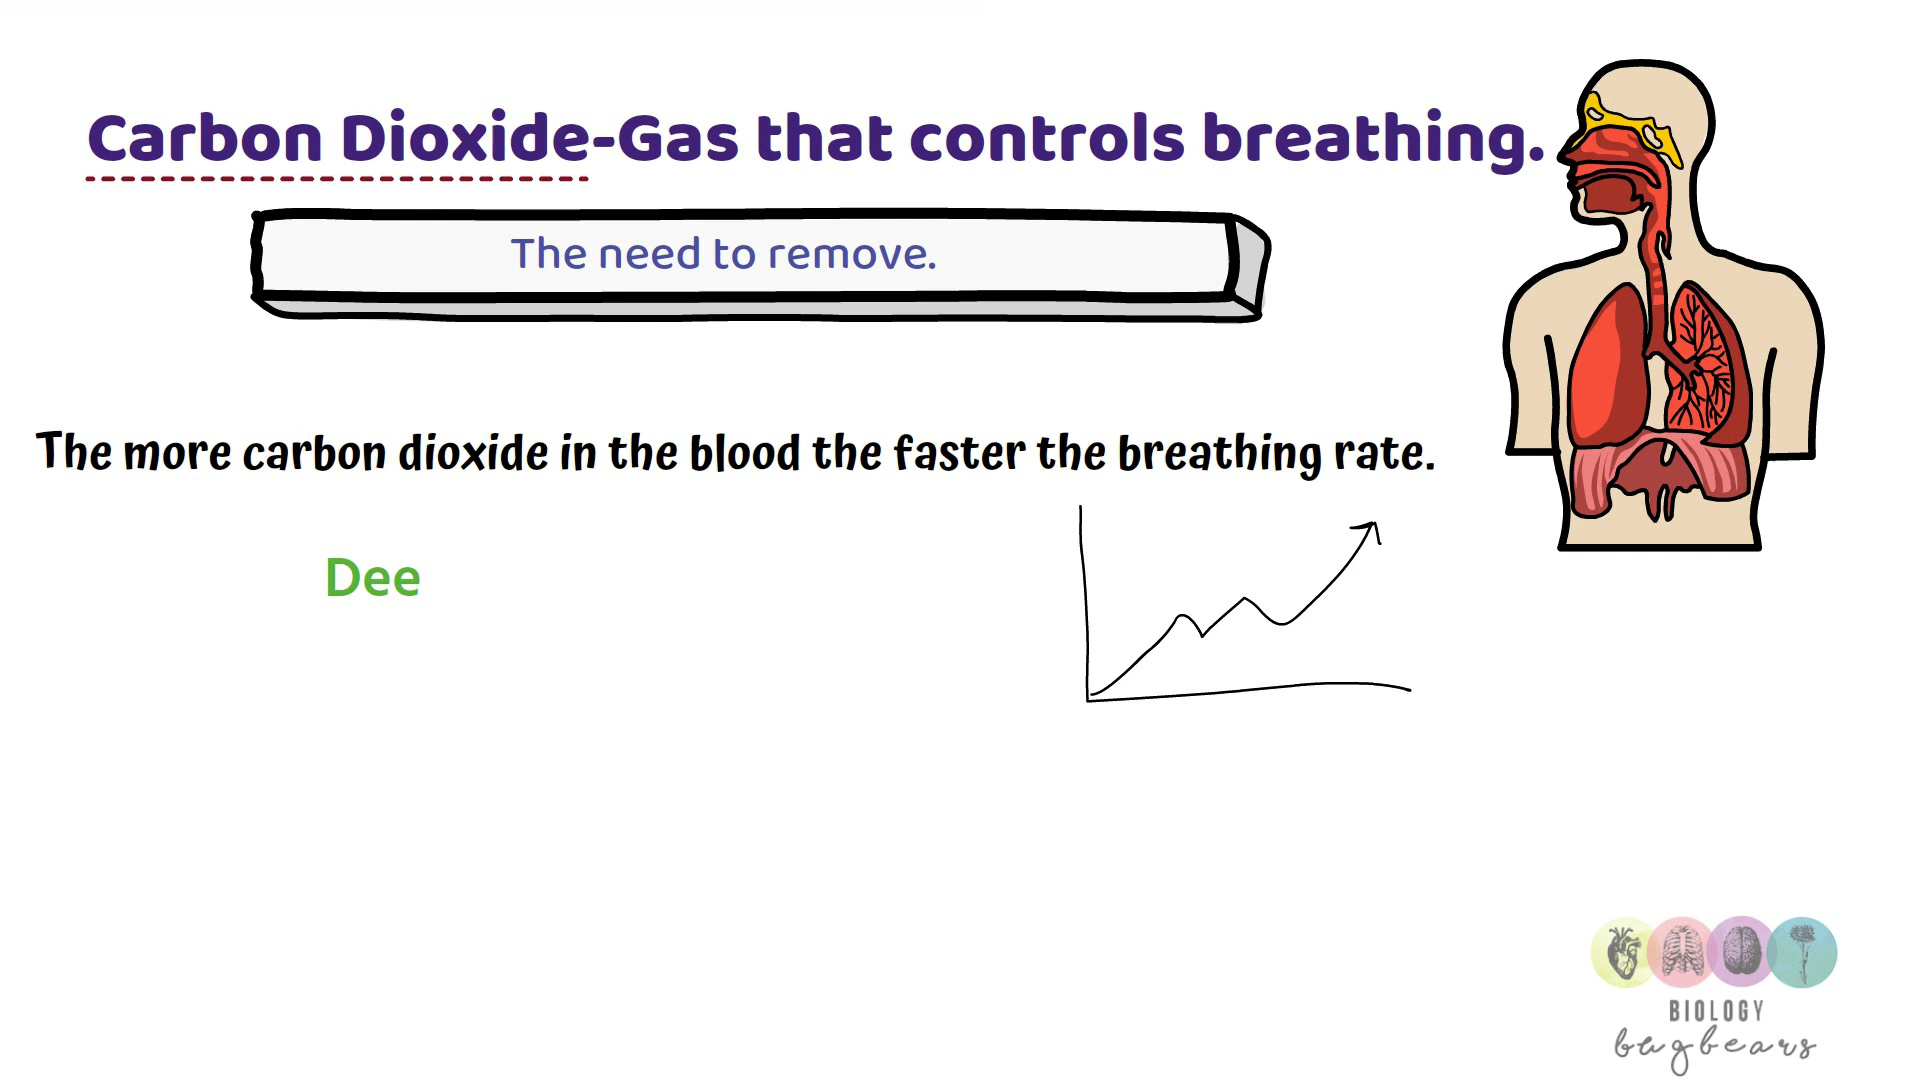 Carbon Dioxide-Gas that controls breathing.
The need to remove.
The more carbon dioxide in the blood the faster the breathing rate.
Dee
BIOLOGY
bugbears